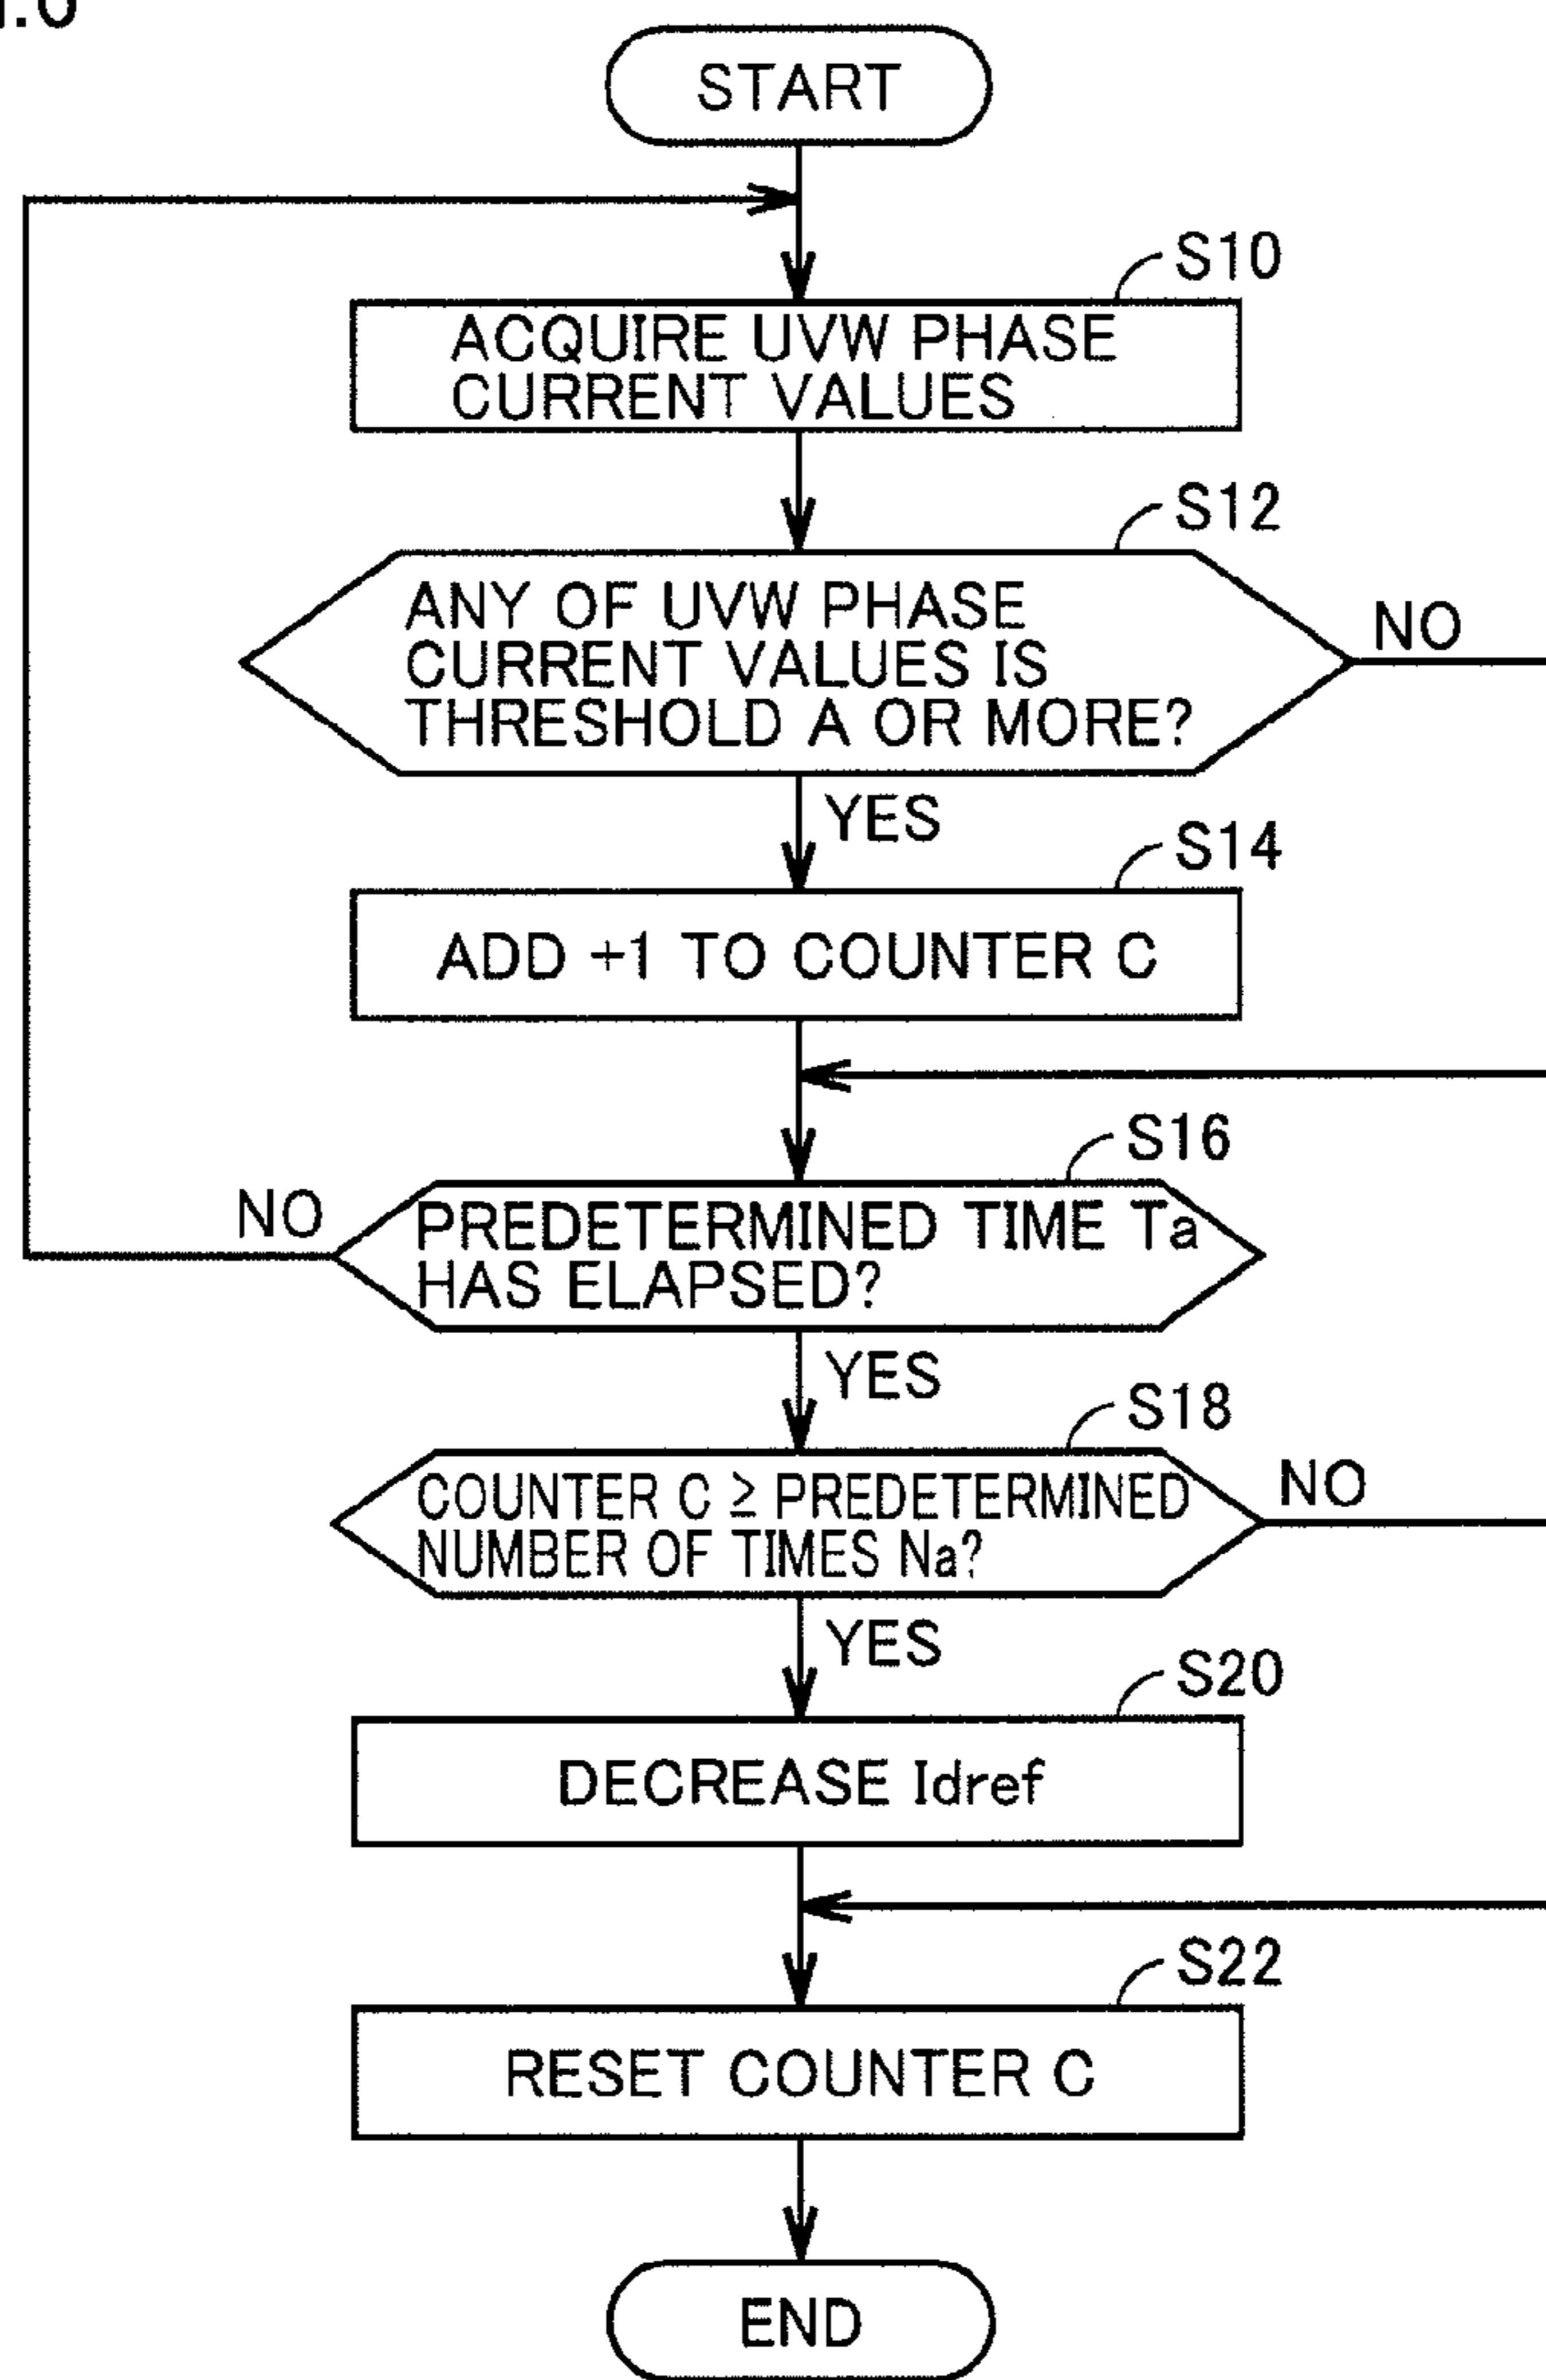 START
S10
ACQUIRE UVW PHASE
CURRENT VALUES
S12
ANY OF UVW PHASE
CURRENT VALUES IS
THRESHOLD A OR MORE?
NO
YES
S14
ADD +1 TO COUNTER C
S16
NO
PREDETERMINED TIME Ta
HAS ELAPSED?
YES
S18
COUNTER C ≧ PREDETERMINED
NUMBER OF TIMES Na?
NO
YES
S20
DECREASE Idref
S22
RESET COUNTER C
END